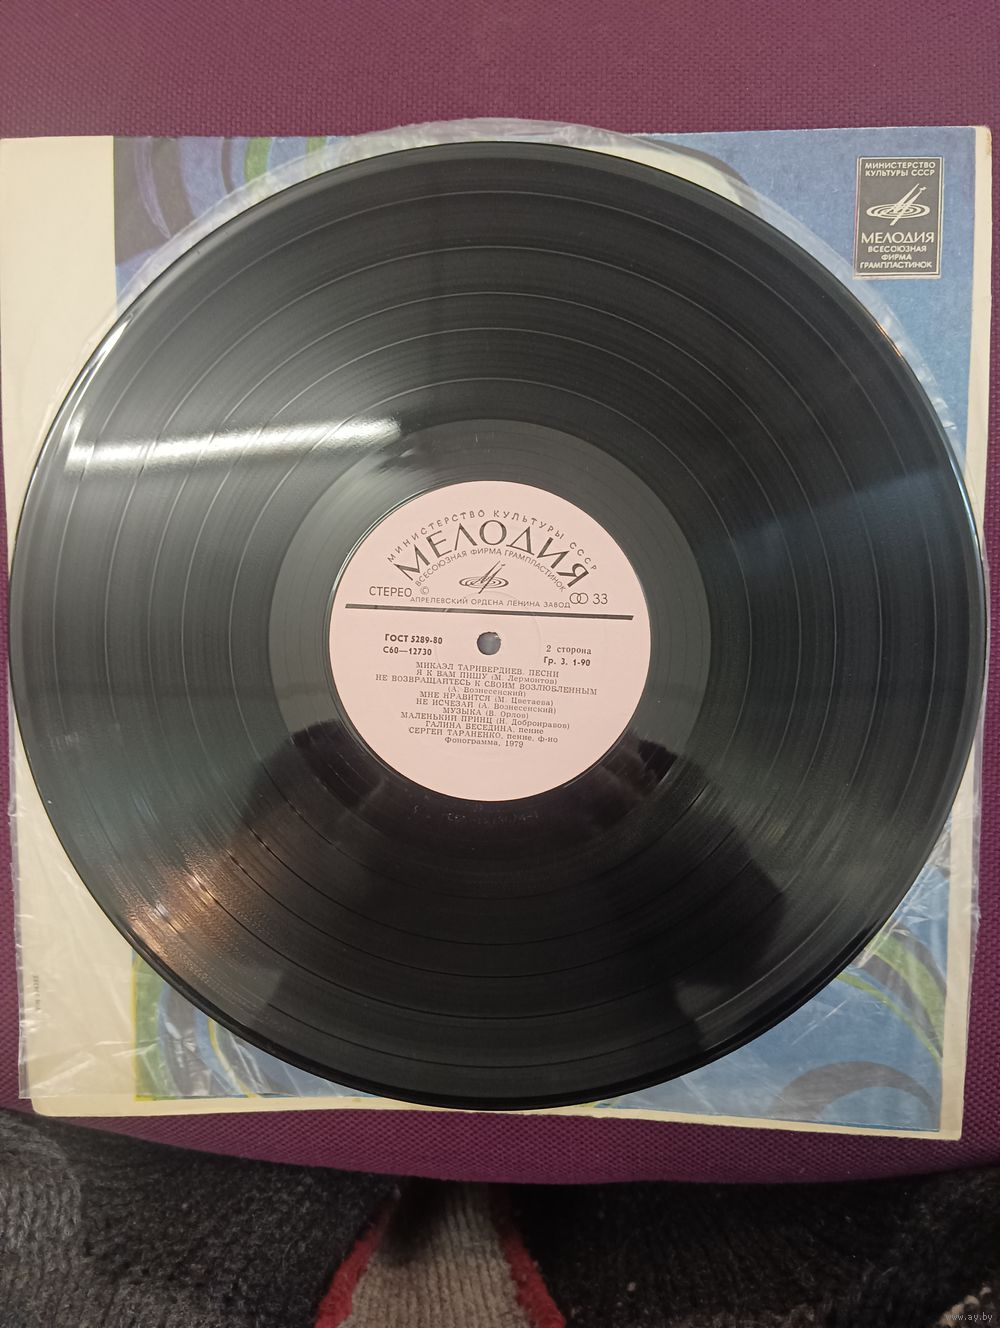 МИНИСТЕРСТВО
КУЛЬТУРЫ СССР
МЕЛОДИЯ
ВСЕСОЮЗНАЯ
ФИРМА
ГРАМПЛАСТИНОК
МИНИСТЕРСТВО КУЛЬТУРЫ СССР
МЕЛОДИЯ
ВСЕСОЮЗНАЯ ФИРМА ГРАМПЛАСТИНОК
СТЕРЕО © 33
АПРЕЛЕВСКИЙ ОРДЕНА ЛЕНИНА ЗАВОД
ГОСТ 5289-80
С60—12730
2 сторона
Гр. 3. 1-90
МИКАЭЛ ТАРИВЕРДИЕВ. ПЕСНИ
Я К ВАМ ПИШУ (М. Лермонтов)
НЕ ВОЗВРАЩАЙТЕСЬ К СВОИМ ВОЗЛЮБЛЕННЫМ
(А. Вознесенский)
МНЕ НРАВИТСЯ (М. Цветаева)
НЕ ИСЧЕЗАЙ (А. Вознесенский)
МУЗЫКА (В. Орлов)
МАЛЕНЬКИЙ ПРИНЦ (Н. Добронравов)
ГАЛИНА БЕСЕДИНА, пение
СЕРГЕЙ ТАРАНЕНКО, пение, ф-но
Фонограмма, 1979
www.ay.by